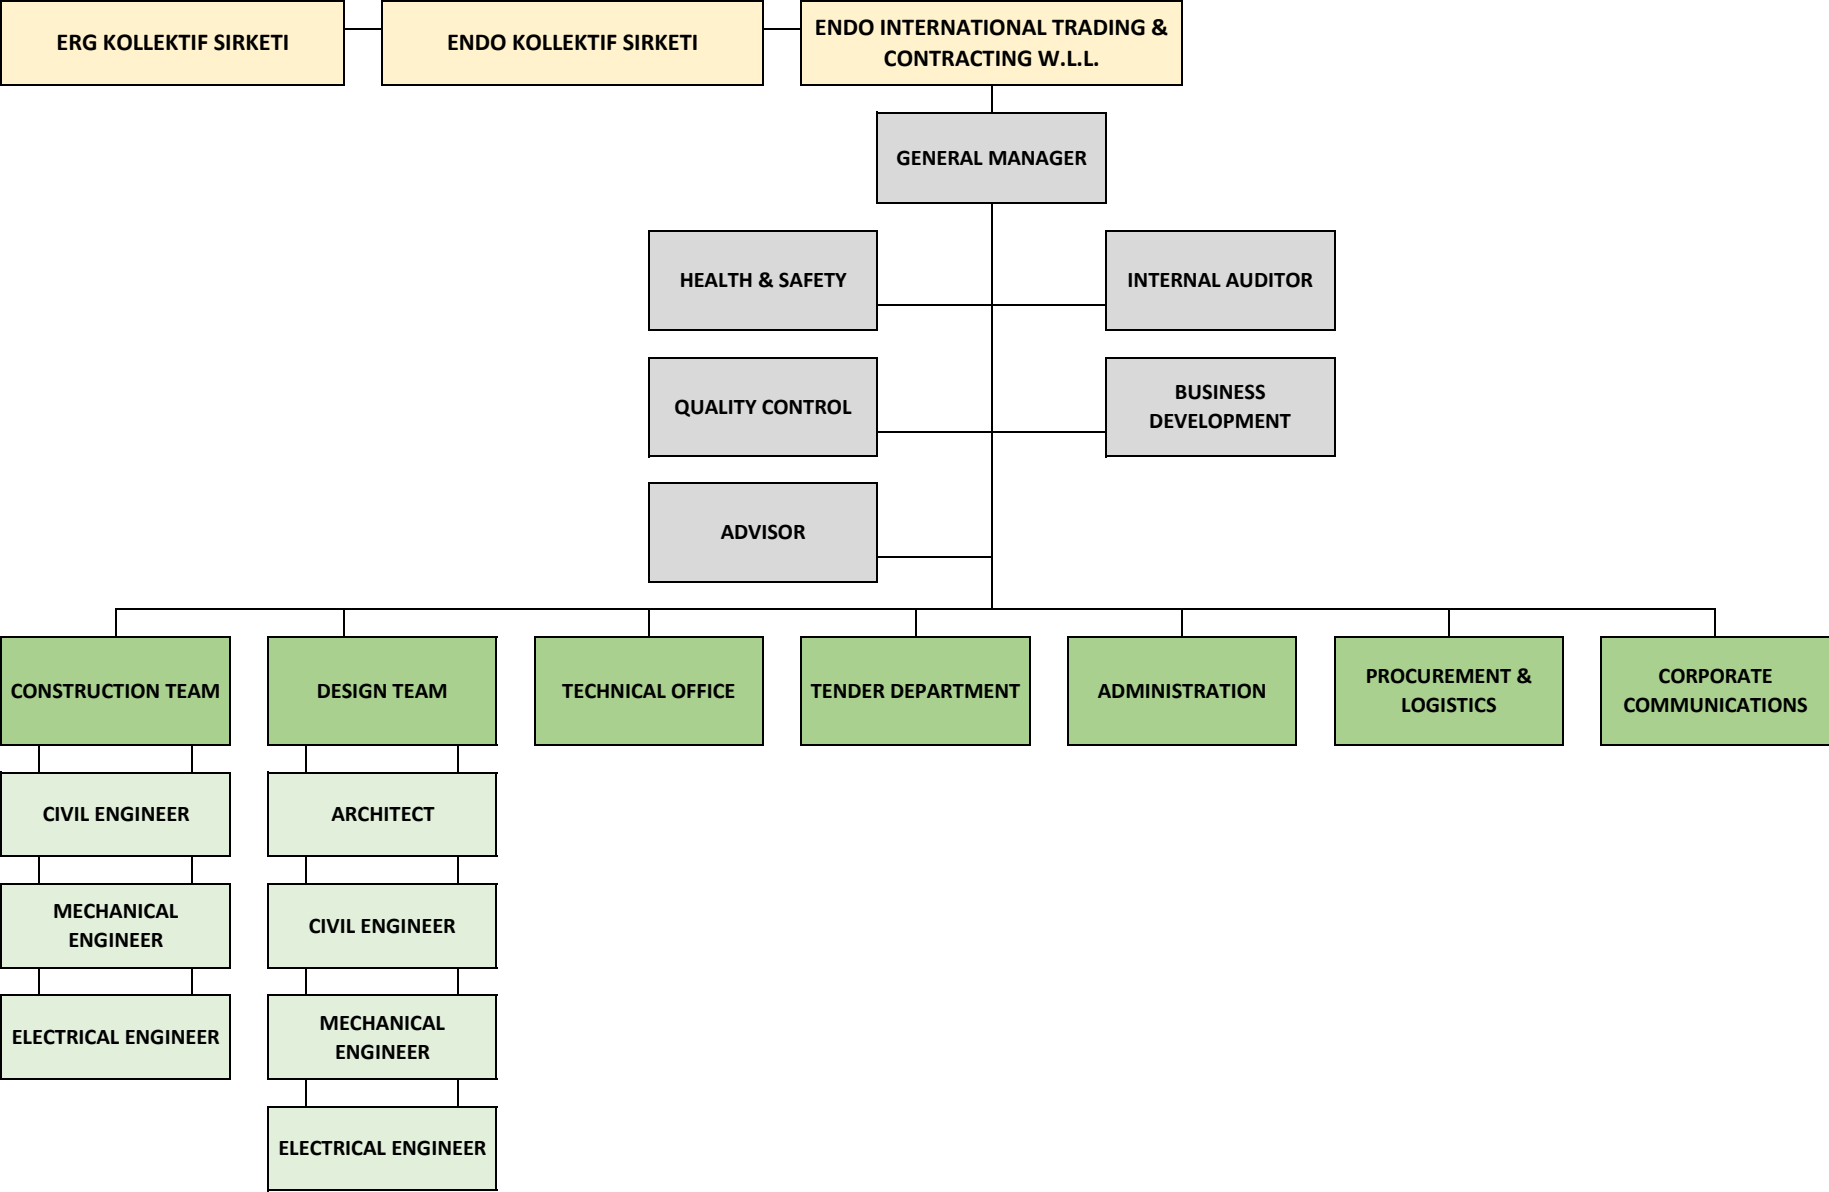 ERG KOLLEKTIF SIRKETI
ENDO KOLLEKTIF SIRKETI
ENDO INTERNATIONAL TRADING &
CONTRACTING W.L.L.
GENERAL MANAGER
HEALTH & SAFETY
INTERNAL AUDITOR
QUALITY CONTROL
BUSINESS
DEVELOPMENT
ADVISOR
CONSTRUCTION TEAM
DESIGN TEAM
TECHNICAL OFFICE
TENDER DEPARTMENT
ADMINISTRATION
PROCUREMENT &
LOGISTICS
CORPORATE
COMMUNICATIONS
CIVIL ENGINEER
ARCHITECT
MECHANICAL
ENGINEER
CIVIL ENGINEER
ELECTRICAL ENGINEER
MECHANICAL
ENGINEER
ELECTRICAL ENGINEER